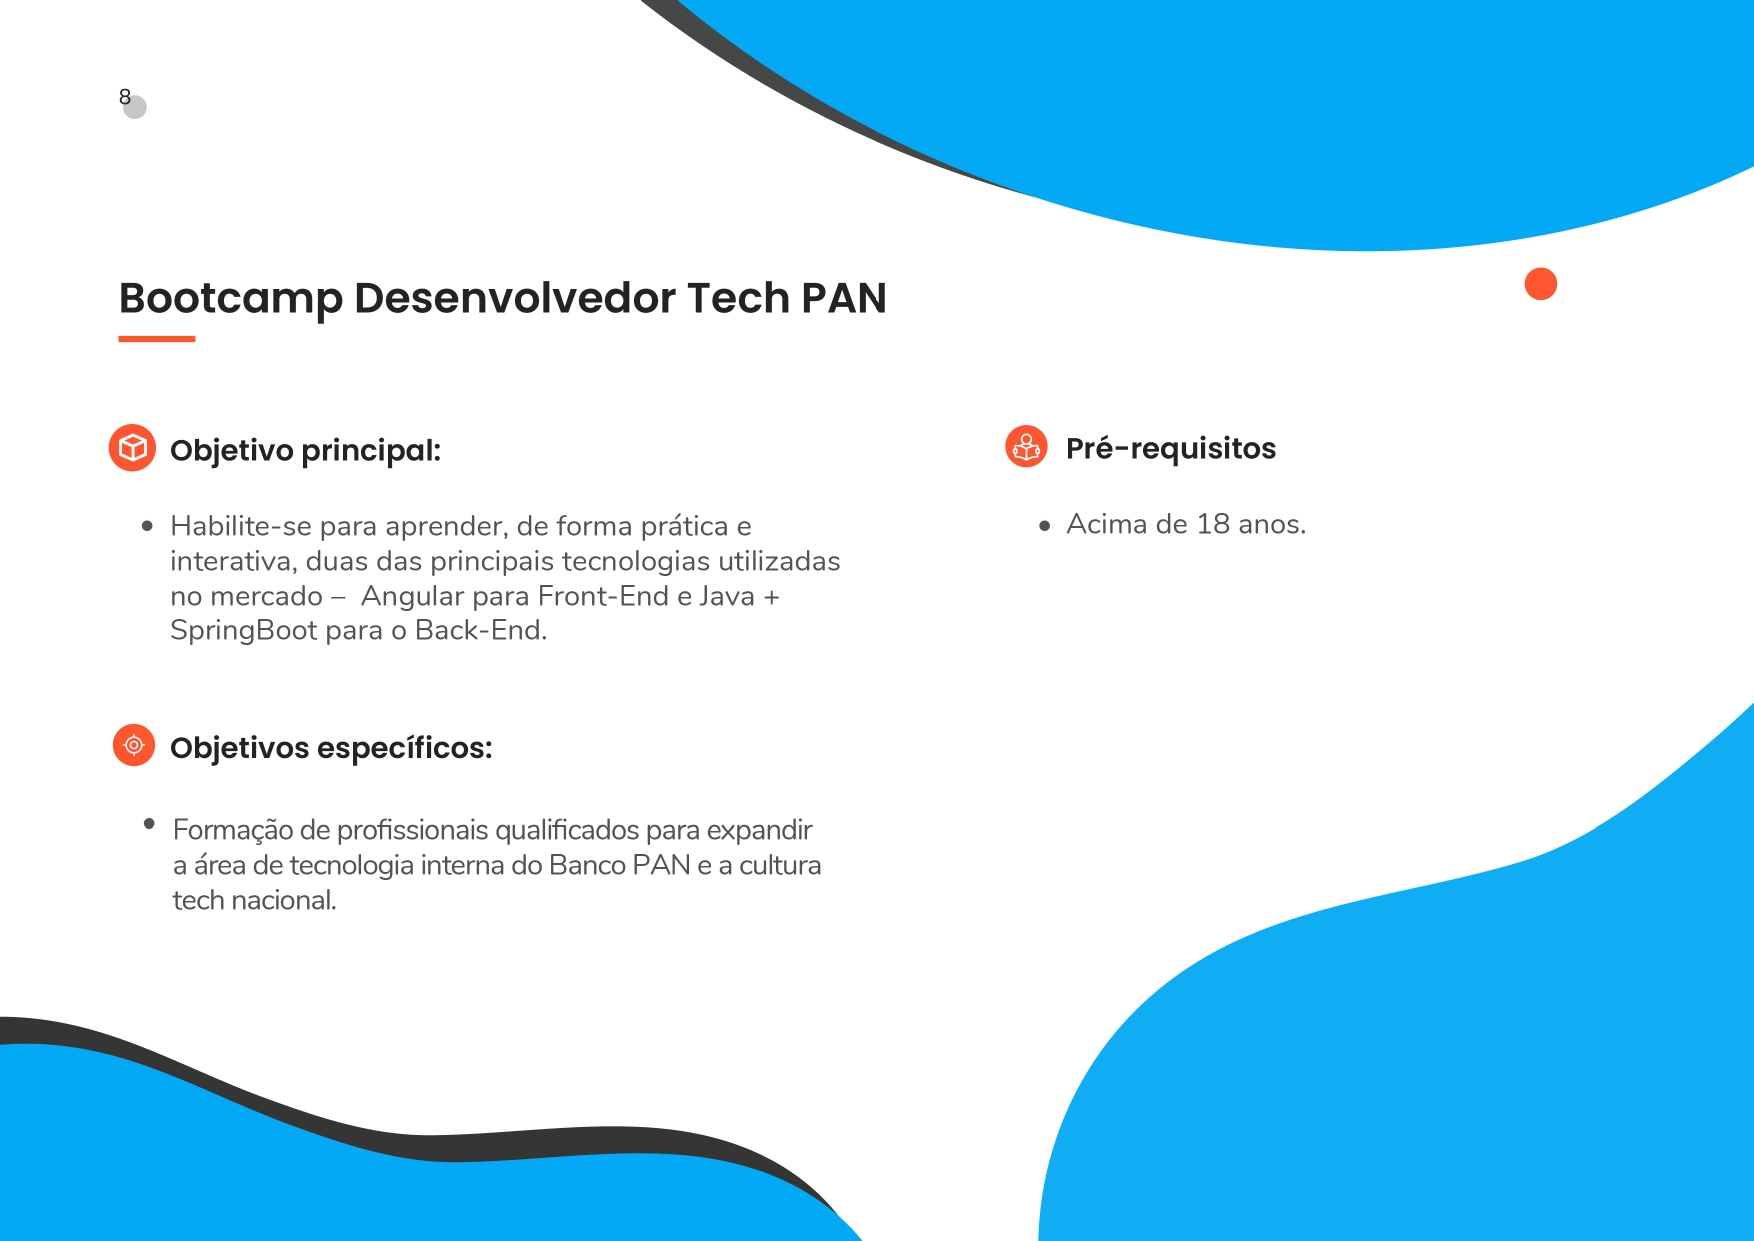 8
Bootcamp Desenvolvedor Tech PAN
Objetivo principal:
• Habilite-se para aprender, de forma prática e
interativa, duas das principais tecnologias utilizadas
no mercado –  Angular para Front-End e Java +
SpringBoot para o Back-End.
Objetivos específicos:
• Formação de profissionais qualificados para expandir
a área de tecnologia interna do Banco PAN e a cultura
tech nacional.
Pré-requisitos
• Acima de 18 anos.